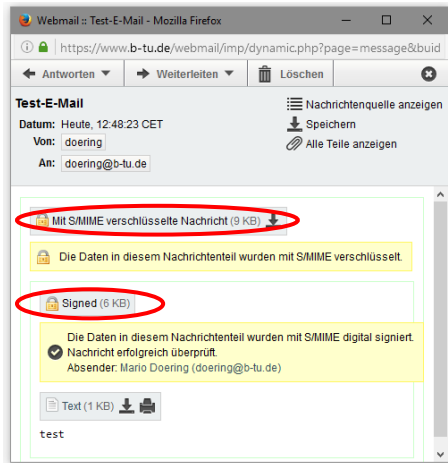 Webmail :: Test-E-Mail - Mozilla Firefox
https://www.b-tu.de/webmail/imp/dynamic.php?page=message&buid
Antworten Weiterleiten Löschen
Test-E-Mail
Nachrichtenquelle anzeigen
Datum: Heute, 12:48:23 CET
Speichern
Von: doering
Alle Teile anzeigen
An: doering@b-tu.de
Mit S/MIME verschlüsselte Nachricht (9 KB)
Die Daten in diesem Nachrichtenteil wurden mit S/MIME verschlüsselt.
Signed (6 KB)
Die Daten in diesem Nachrichtenteil wurden mit S/MIME digital signiert.
Nachricht erfolgreich überprüft.
Absender: Mario Doering (doering@b-tu.de)
Text (1 KB)
test